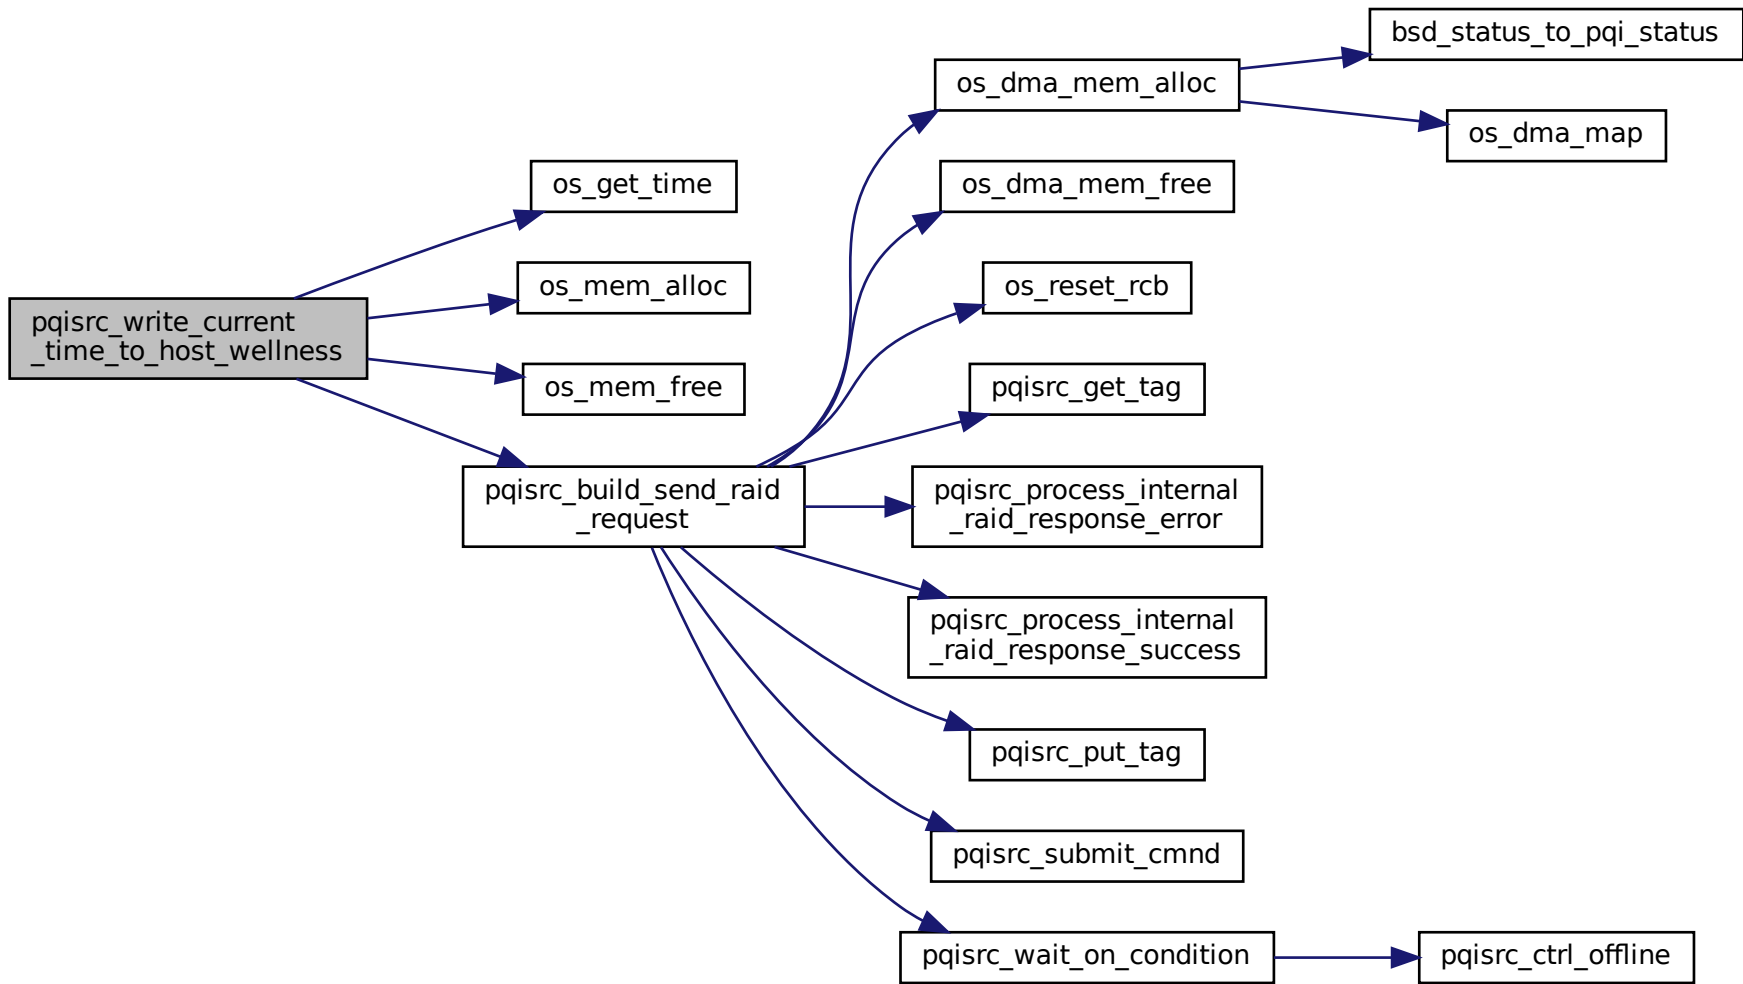 pqisrc_write_current
_time_to_host_wellness
os_get_time
os_mem_alloc
os_mem_free
pqisrc_build_send_raid
_request
os_dma_mem_alloc
bsd_status_to_pqi_status
os_dma_map
os_dma_mem_free
os_reset_rcb
pqisrc_get_tag
pqisrc_process_internal
_raid_response_error
pqisrc_process_internal
_raid_response_success
pqisrc_put_tag
pqisrc_submit_cmnd
pqisrc_wait_on_condition
pqisrc_ctrl_offline